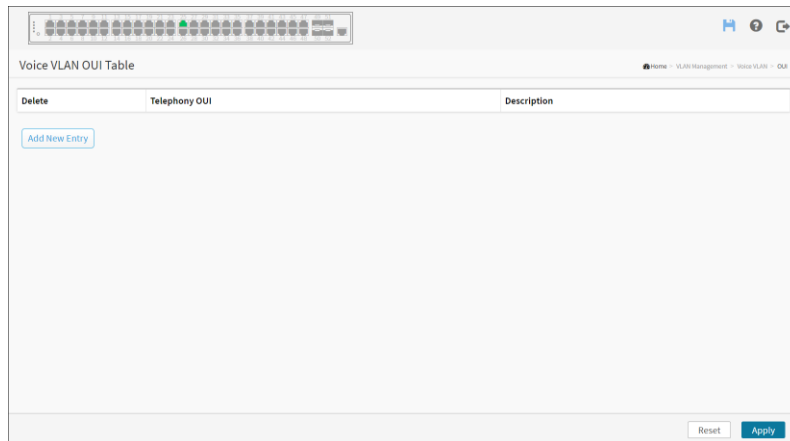 Voice VLAN OUI Table
Home > VLAN Management > Voice VLAN > OUI
Delete Telephony OUI Description
Add New Entry
Reset Apply